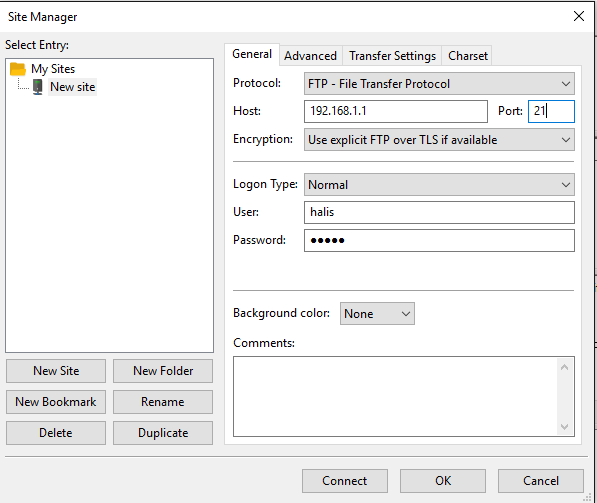 Site Manager
Select Entry:
My Sites
New site
New Site
New Folder
New Bookmark
Rename
Delete
Duplicate
General
Advanced
Transfer Settings
Charset
Protocol:
FTP - File Transfer Protocol
Host:
192.168.1.1
Port:
21
Encryption:
Use explicit FTP over TLS if available
Logon Type:
Normal
User:
halis
Password:
●●●●●
Background color:
None
Comments:
Connect
OK
Cancel